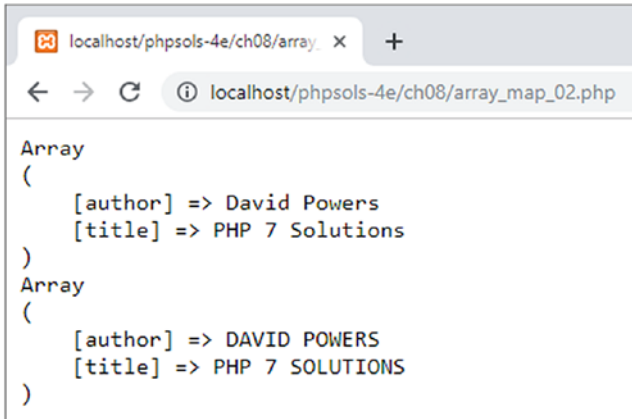 localhost/phpsols-4e/ch08/array_
localhost/phpsols-4e/ch08/array_map_02.php
Array
(
    [author] => David Powers
    [title] => PHP 7 Solutions
)
Array
(
    [author] => DAVID POWERS
    [title] => PHP 7 SOLUTIONS
)